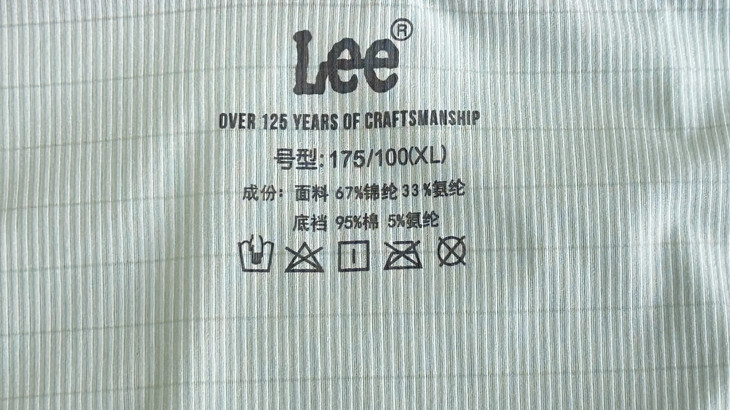 Lee®
OVER 125 YEARS OF CRAFTSMANSHIP
号型:175/100(XL)
成份: 面料 67%锦纶 33%氨纶
底裆 95%棉 5%氨纶